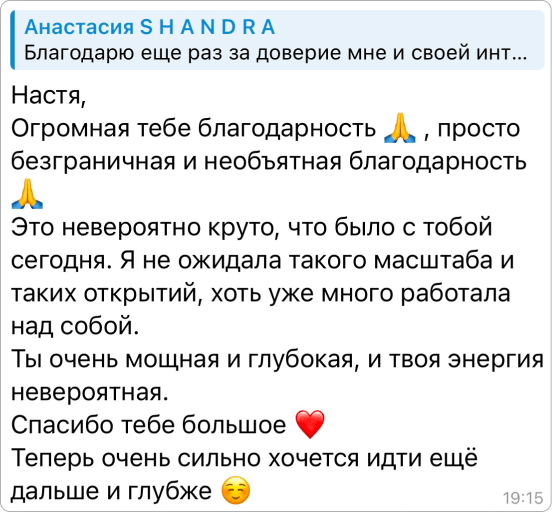 Анастасия S H A N D R A
Благодарю еще раз за доверие мне и своей инт...
Настя,
Огромная тебе благодарность 🙏 , просто
безграничная и необъятная благодарность
🙏
Это невероятно круто, что было с тобой
сегодня. Я не ожидала такого масштаба и
таких открытий, хоть уже много работала
над собой.
Ты очень мощная и глубокая, и твоя энергия
невероятная.
Спасибо тебе большое ❤️
Теперь очень сильно хочется идти ещё
дальше и глубже ☺️
19:15